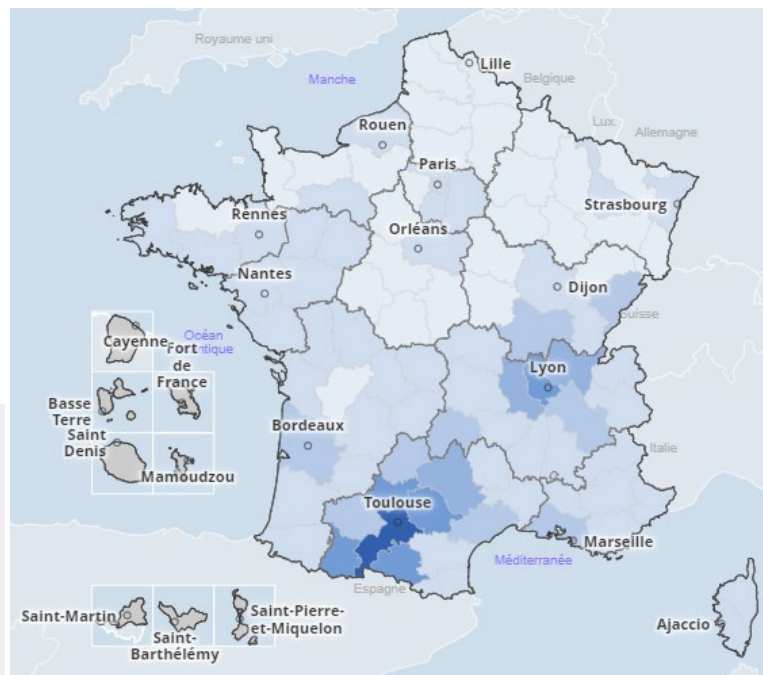 Royaume uni
Lille
Manche
Belgique
Rouen
Lux.
Allemagne
Paris
Strasbourg
Rennes
Orléans
Nantes
Dijon
Suisse
Cayenne
Océan
Fort
de
France
Lyon
Basse
Terre
Saint
Denis
Bordeaux
Italie
Mamoudzou
Toulouse
Marseille
Méditerranée
Espagne
Saint-Martin
Saint-Pierre-
et-Miquelon
Saint-
Barthélémy
Ajaccio